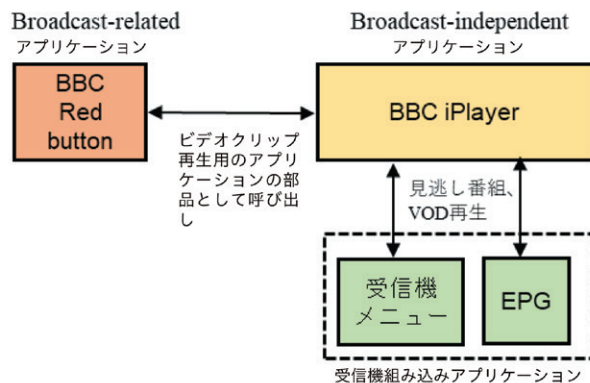 Broadcast-related
アプリケーション
Broadcast-independent
アプリケーション
BBC
Red
button
BBC iPlayer
ビデオクリップ
再生用のアプリ
ケーションの部
品として呼び出
し
見逃し番組、
VOD再生
受信機
メニュー
EPG
受信機組み込みアプリケーション